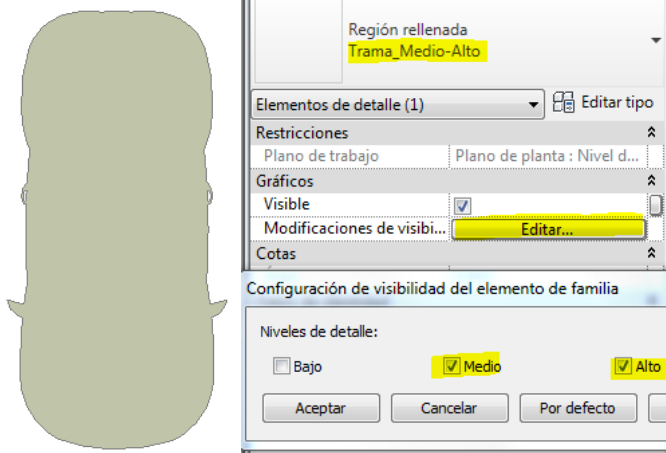 Región rellenada
Trama_Medio-Alto
Elementos de detalle (1)
Editar tipo
Restricciones
Plano de trabajo
Plano de planta : Nivel d...
Gráficos
Visible
Modificaciones de visibi...
Editar...
Cotas
Configuración de visibilidad del elemento de familia
Niveles de detalle:
Bajo
Medio
Alto
Aceptar
Cancelar
Por defecto